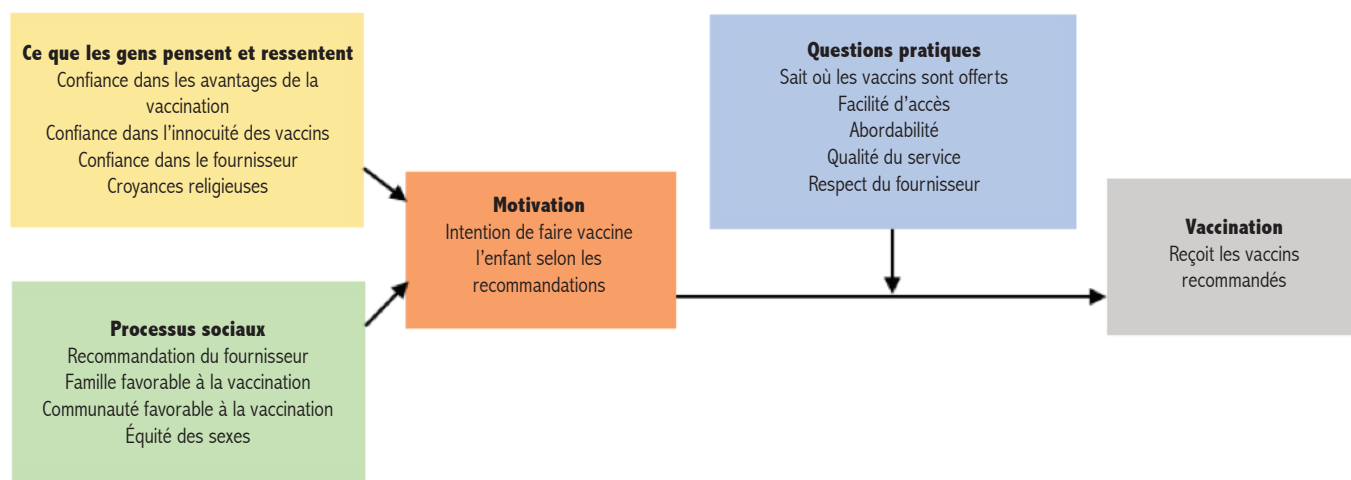 Ce que les gens pensent et ressentent
Confiance dans les avantages de la
vaccination
Confiance dans l'innocuité des vaccins
Confiance dans le fournisseur
Croyances religieuses
Processus sociaux
Recommandation du fournisseur
Famille favorable à la vaccination
Communauté favorable à la vaccination
Équité des sexes
Motivation
Intention de faire vaccine
l'enfant selon les
recommandations
Questions pratiques
Sait où les vaccins sont offerts
Facilité d'accès
Abordabilité
Qualité du service
Respect du fournisseur
Vaccination
Reçoit les vaccins
recommandés